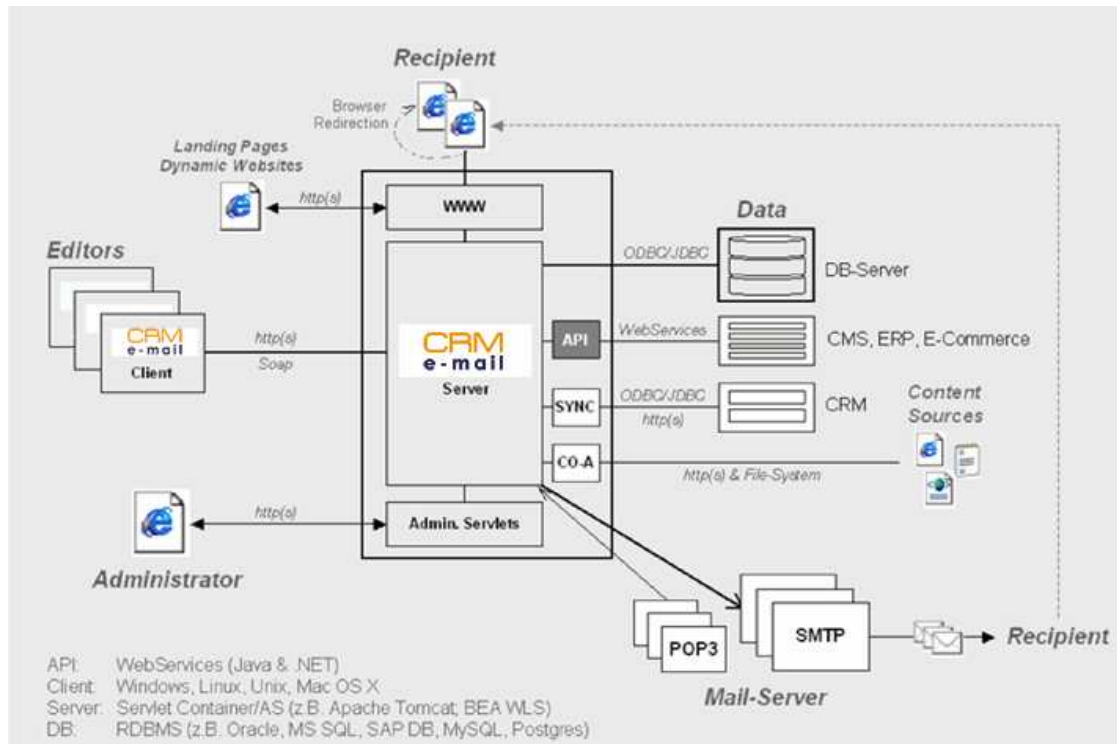 Recipient
Browser
Redirection
Landing Pages
Dynamic Websites
http(s)
WWW
Data
Editors
ODBC/JDBC
DB-Server
CRM
e-mail
Client
http(s)
Soap
CRM
e-mail
Server
API
WebServices
CMS, ERP, E-Commerce
SYNC
ODBC/JDBC
http(s)
CRM
Content
Sources
CO-A
http(s) & File-System
http(s)
Admin. Servlets
Administrator
POP3
SMTP
Recipient
Mail-Server
API: WebServices (Java & .NET)
Client: Windows, Linux, Unix, Mac OS X
Server: Servlet Container/AS (z.B. Apache Tomcat, BEA WLS)
DB: RDBMS (z.B. Oracle, MS SQL, SAP DB, MySQL, Postgres)